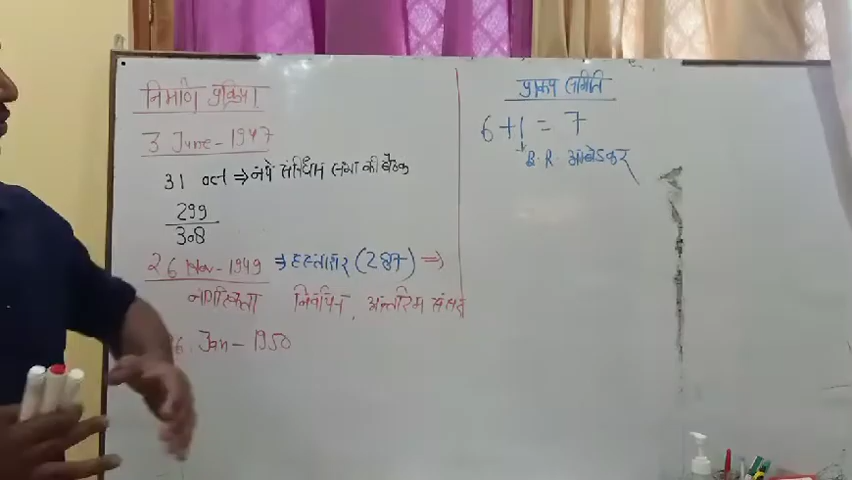 निर्माण प्रक्रिया
3 June - 1947
31 oct ⇒ नये संविधान सभा की बैठक
299
308
26 Nov - 1949 ⇒ हस्ताक्षर (284) ⇒
नागरिकता निर्वाचन, अन्तरिम संसद
26 Jan - 1950
प्रारूप समिति
6 + 1 = 7
B. R. अंबेडकर